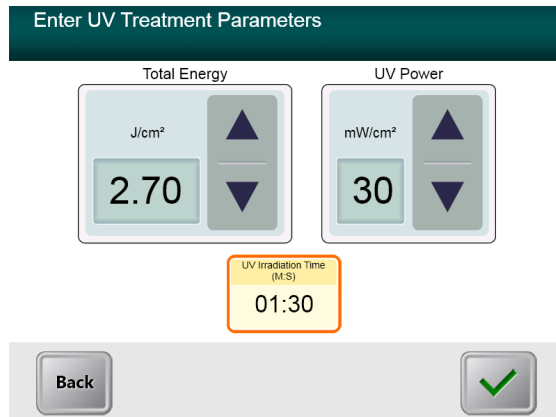 Enter UV Treatment Parameters
Total Energy
UV Power
J/cm²
mW/cm²
2.70
30
UV Irradiation Time
(M:S)
01:30
Back